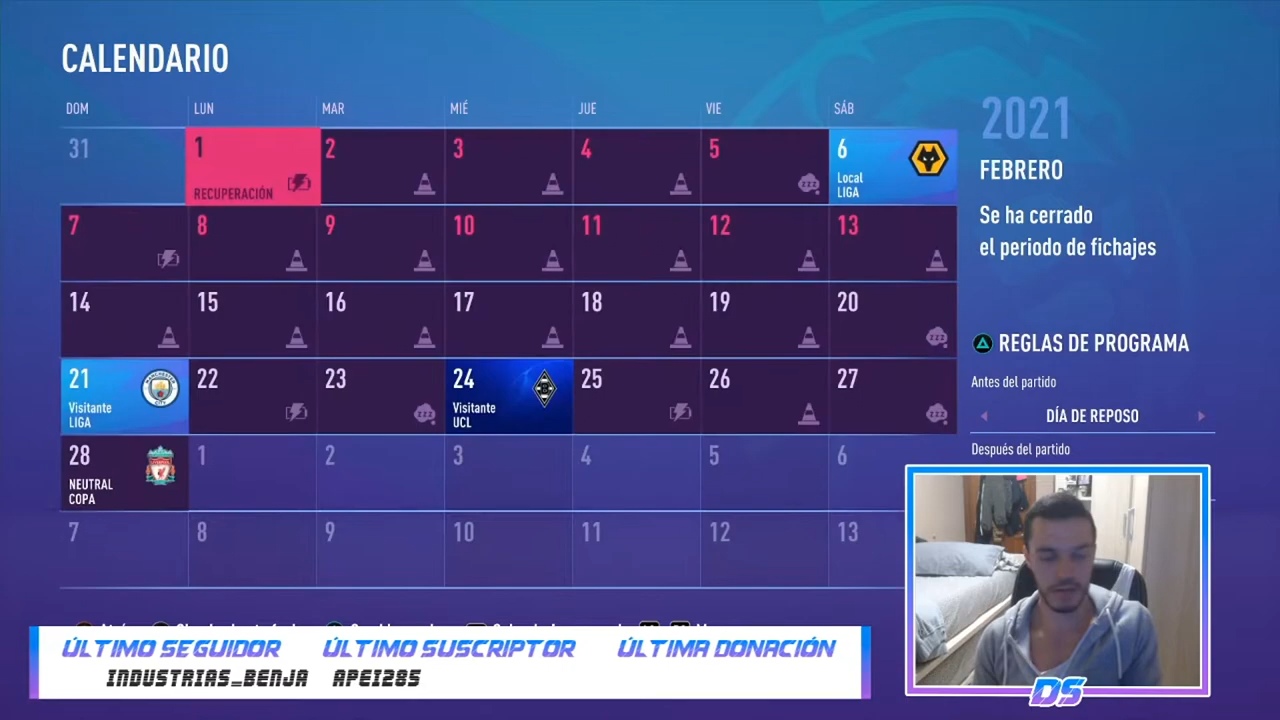 CALENDARIO
DOM LUN MAR MIÉ JUE VIE SÁB
31 1 2 3 4 5 6
RECUPERACIÓN
Local
LIGA
7 8 9 10 11 12 13
14 15 16 17 18 19 20
21 22 23 24 25 26 27
Visitante
LIGA
Visitante
UCL
28 1 2 3 4 5 6
NEUTRAL
COPA
7 8 9 10 11 12 13
2021
FEBRERO
Se ha cerrado
el periodo de fichajes
REGLAS DE PROGRAMA
Antes del partido
DÍA DE REPOSO
Después del partido
ÚLTIMO SEGUIDOR ÚLTIMO SUSCRIPTOR ÚLTIMA DONACIÓN
INDUSTRIAS_BENJA APEI285
DS